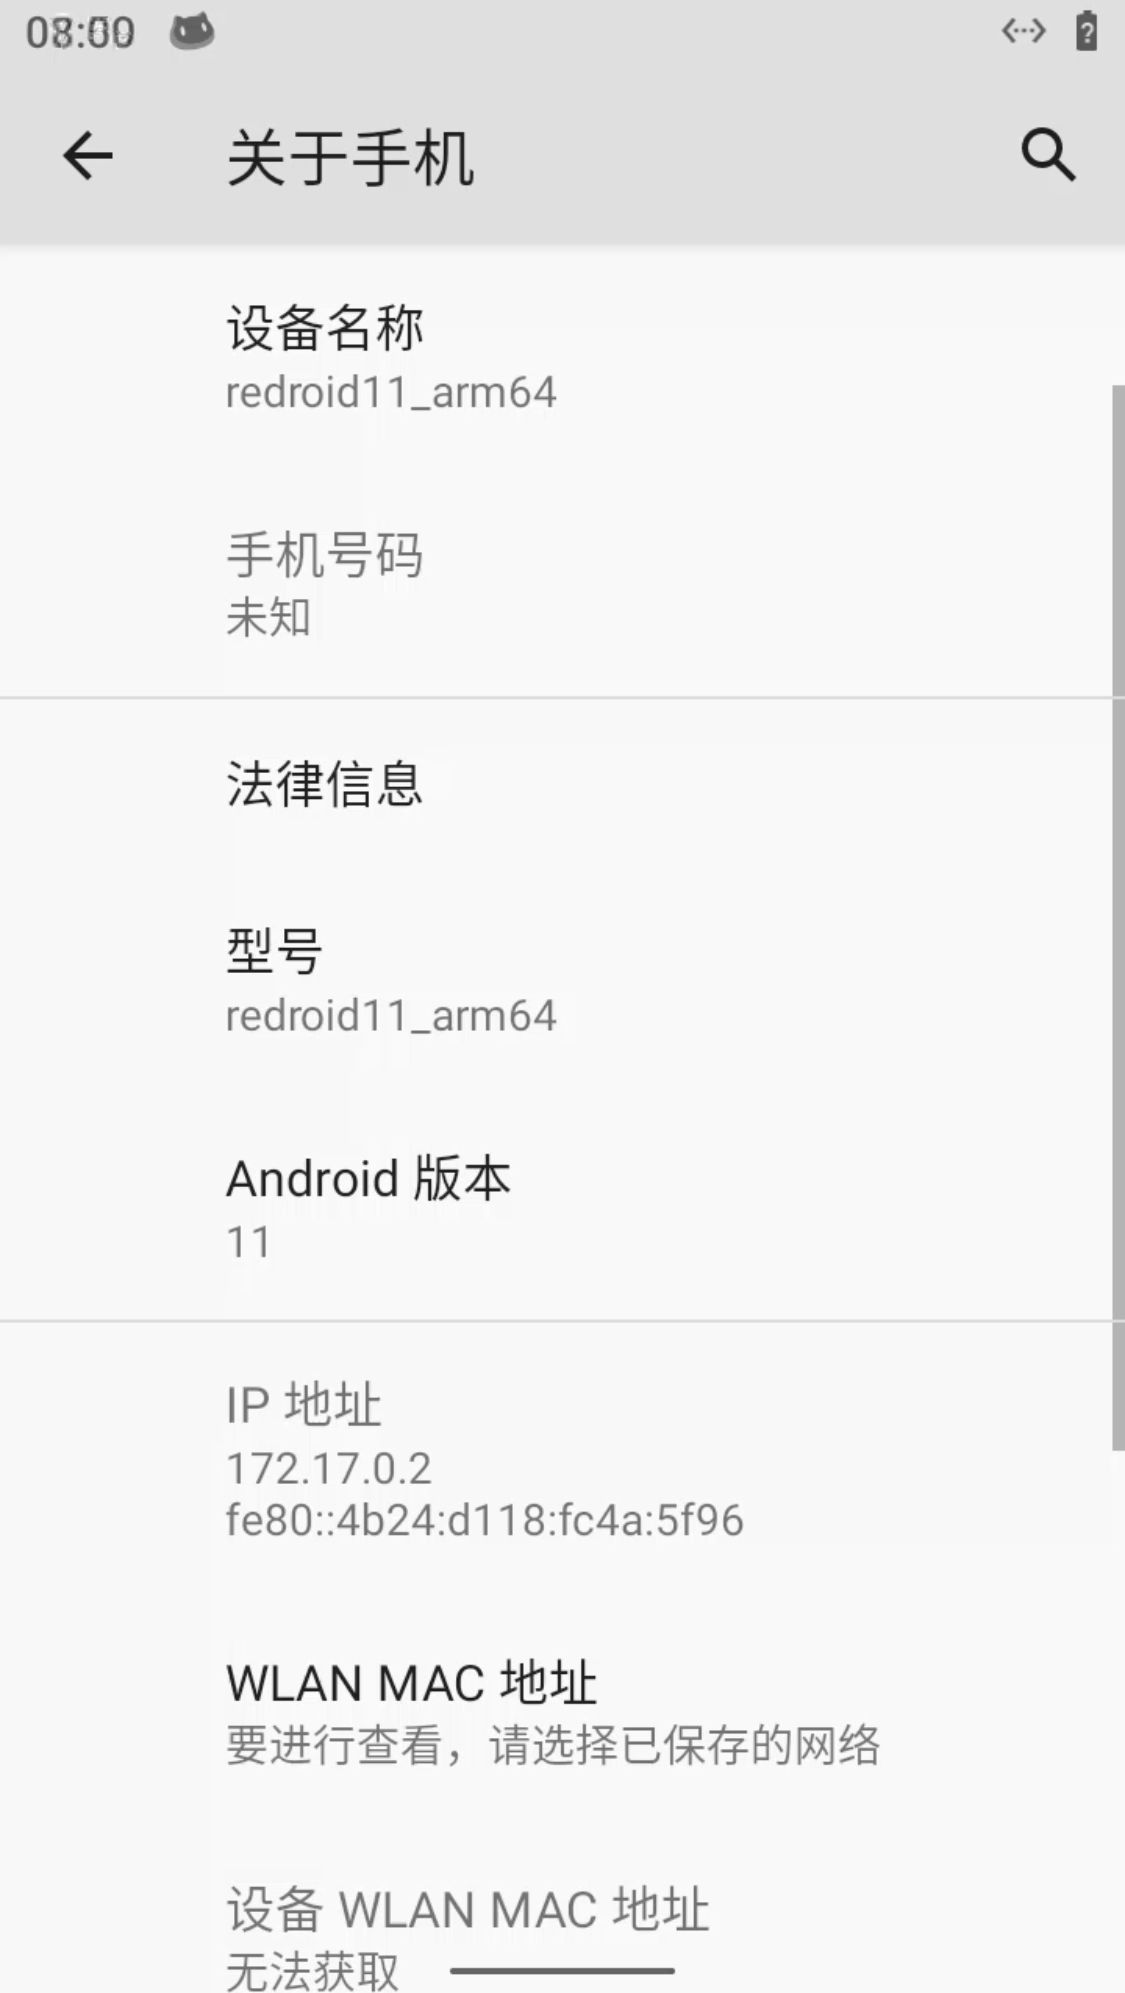 关于手机
设备名称
redroid11_arm64
手机号码
未知
法律信息
型号
redroid11_arm64
Android 版本
11
IP 地址
172.17.0.2
fe80::4b24:d118:fc4a:5f96
WLAN MAC 地址
要进行查看，请选择已保存的网络
设备 WLAN MAC 地址
无法获取